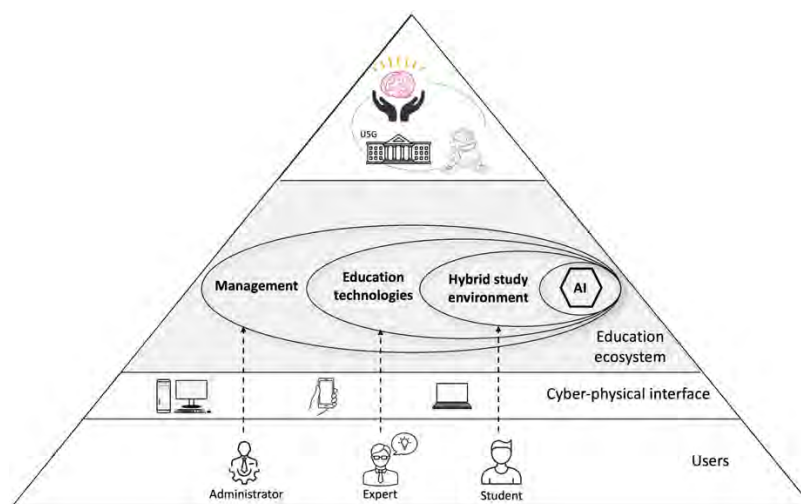 USG
Management
Education
technologies
Hybrid study
environment
AI
Education
ecosystem
Cyber-physical interface
Users
Administrator
Expert
Student